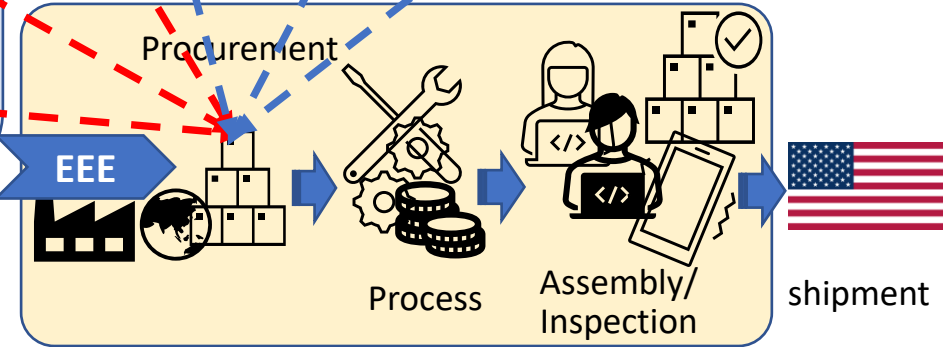 Procurement
EEE
</>
</>
Process
Assembly/
Inspection
shipment